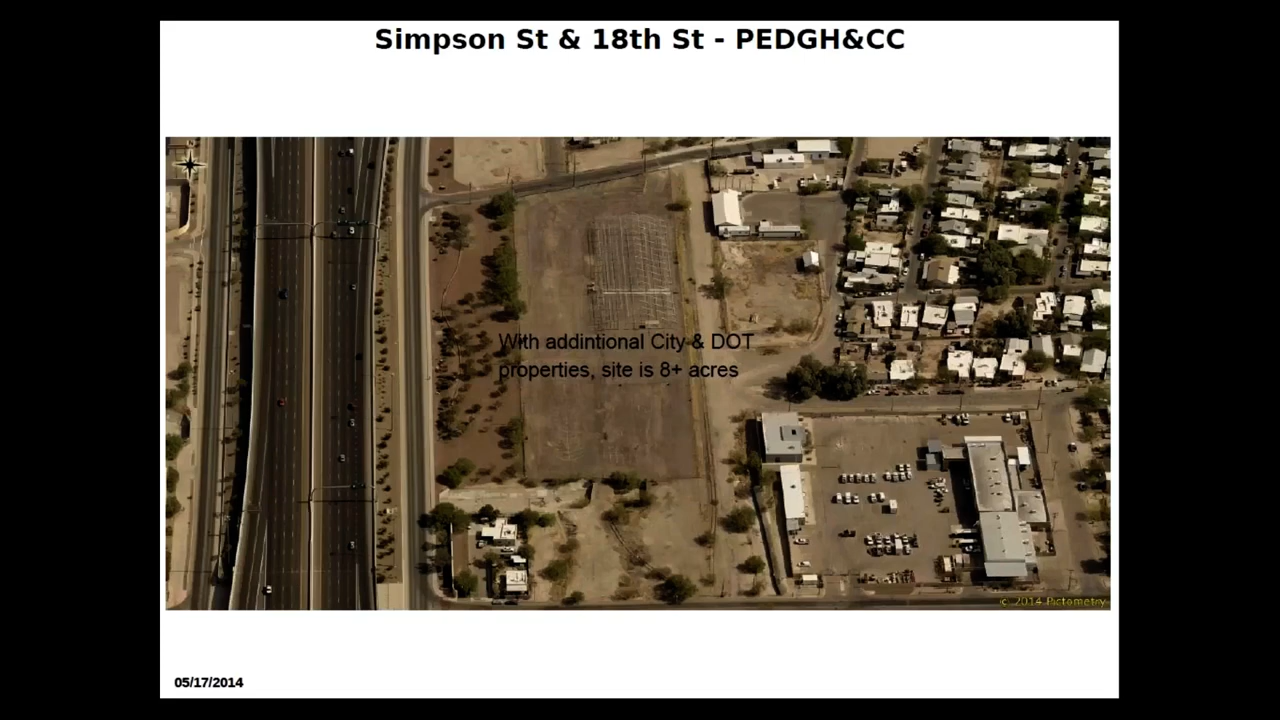 Simpson St & 18th St - PEDGH&CC
With addintional City & DOT
properties, site is 8+ acres
© 2014 Pictometry
05/17/2014